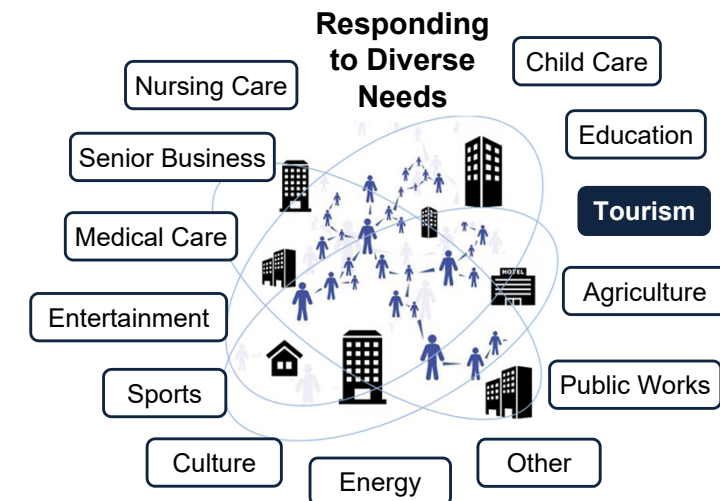 Responding
to Diverse
Needs
Child Care
Nursing Care
Education
Senior Business
Tourism
Medical Care
HOTEL
Agriculture
Entertainment
Sports
Public Works
Culture
Energy
Other